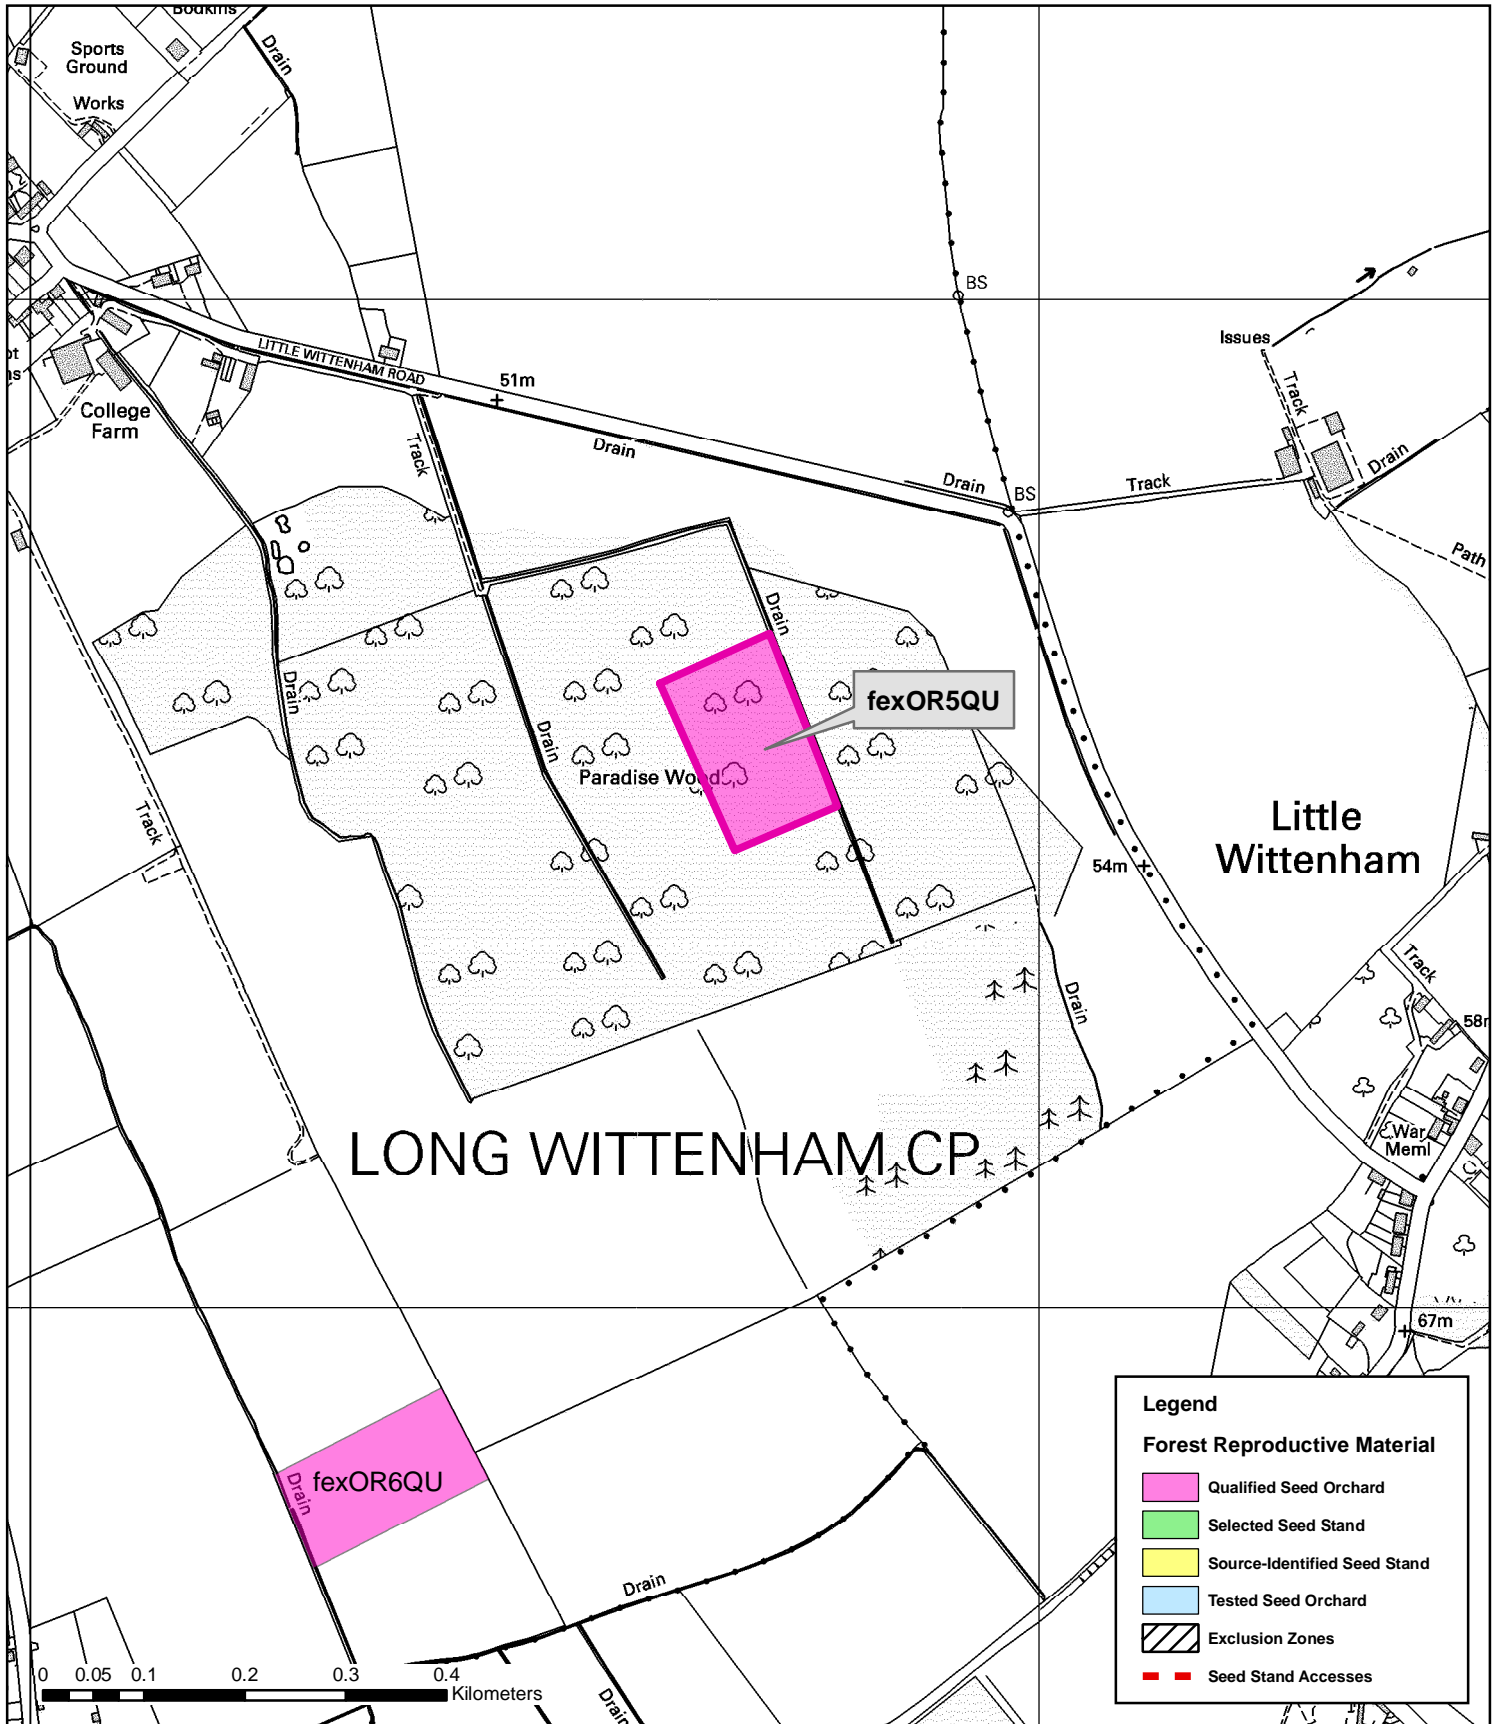 Bodkins
Sports
Ground
Works
Drain
BS
Issues
Track
Drain
Path
LITTLE WITTENHAM ROAD
51m
College
Farm
Track
Drain
Drain
BS
Track
Drain
Drain
Drain
fexOR5QU
Paradise Wood
Track
Little
Wittenham
54m
Track
Drain
58m
War
Meml
LONG WITTENHAM CP
67m
fexOR6QU
Drain
Drain
Drain
Legend
Forest Reproductive Material
Qualified Seed Orchard
Selected Seed Stand
Source-Identified Seed Stand
Tested Seed Orchard
Exclusion Zones
Seed Stand Accesses
0 0.05 0.1 0.2 0.3 0.4
Kilometers